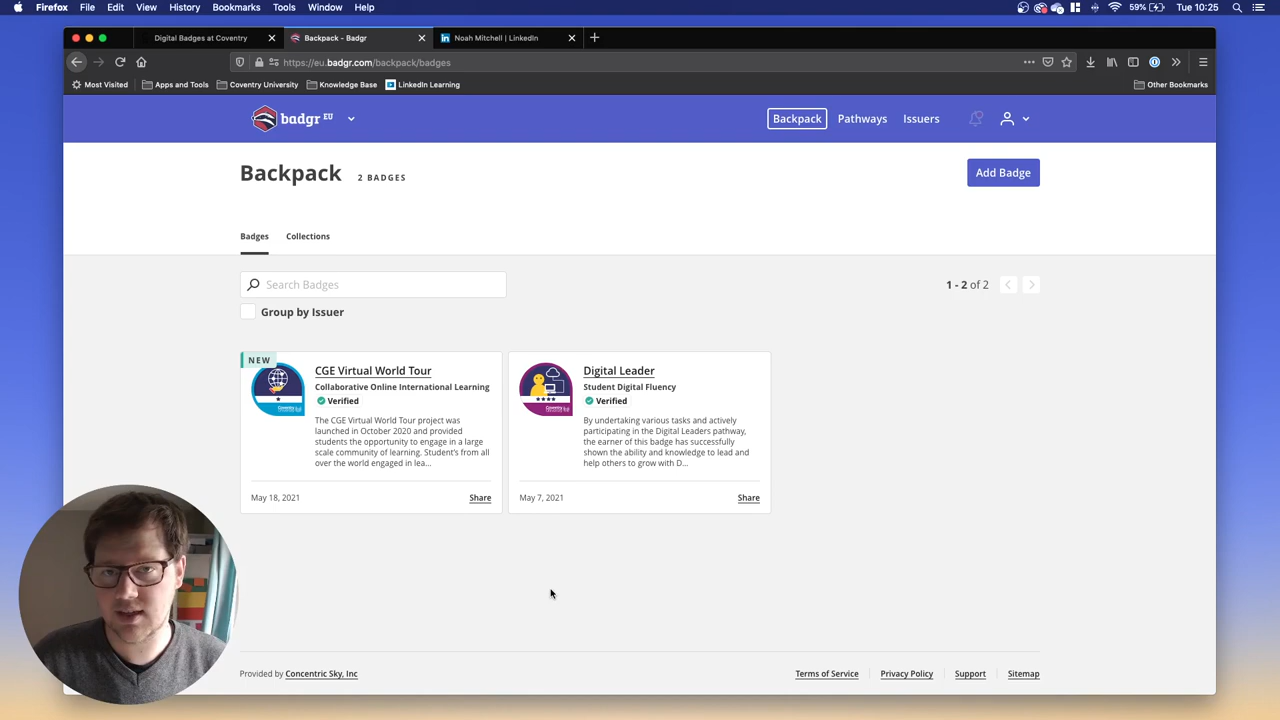 Firefox File Edit View History Bookmarks Tools Window Help 59% Tue 10:25
Digital Badges at Coventry
Backpack - Badgr
Noah Mitchell | LinkedIn
https://eu.badgr.com/backpack/badges
Most Visited Apps and Tools Coventry University Knowledge Base LinkedIn Learning Other Bookmarks
badgr EU
Backpack Pathways Issuers
Backpack 2 BADGES
Add Badge
Badges Collections
Search Badges
1 - 2 of 2
Group by Issuer
NEW
CGE Virtual World Tour
Collaborative Online International Learning
Verified
The CGE Virtual World Tour project was
launched in October 2020 and provided
students the opportunity to engage in a large
scale community of learning. Student's from all
over the world engaged in lea...
May 18, 2021 Share
Digital Leader
Student Digital Fluency
Verified
By undertaking various tasks and actively
participating in the Digital Leaders pathway,
the earner of this badge has successfully
shown the ability and knowledge to lead and
help others to grow with D...
May 7, 2021 Share
Provided by Concentric Sky, Inc
Terms of Service Privacy Policy Support Sitemap